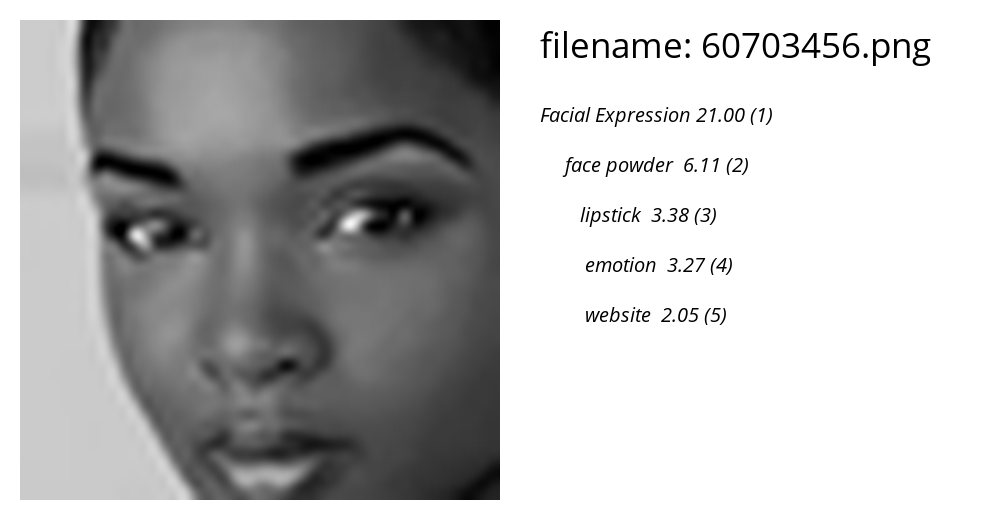 filename: 60703456.png
Facial Expression 21.00 (1)
face powder 6.11 (2)
lipstick 3.38 (3)
emotion 3.27 (4)
website 2.05 (5)